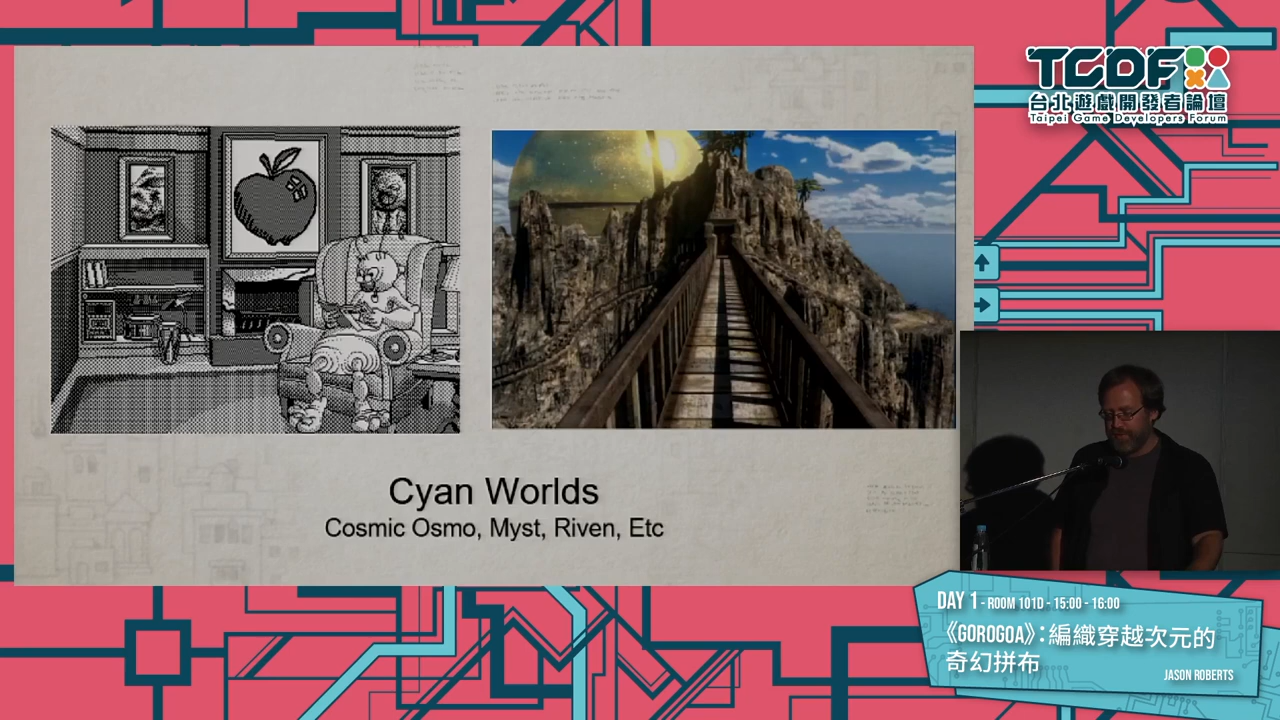 TGDF
台北遊戲開發者論壇
Taipei Game Developers Forum
Cyan Worlds
Cosmic Osmo, Myst, Riven, Etc
DAY 1 - ROOM 101D - 15:00 - 16:00
《GOROGOA》：編織穿越次元的
奇幻拼布
JASON ROBERTS